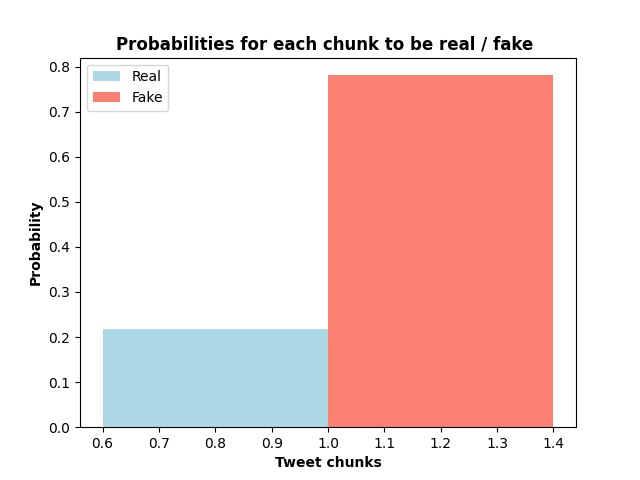 Probabilities for each chunk to be real / fake
Real
Fake
0.8
0.7
0.6
0.5
0.4
0.3
0.2
0.1
0.0
Probability
0.6 0.7 0.8 0.9 1.0 1.1 1.2 1.3 1.4
Tweet chunks